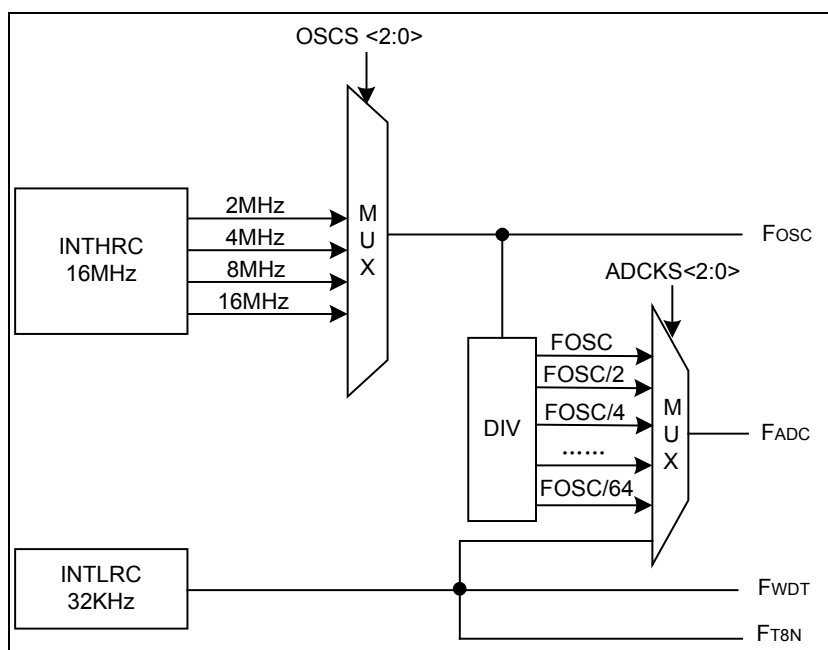 OSCS <2:0>
INTHRC
16MHz
2MHz
4MHz
8MHz
16MHz
M
U
X
FOSC
ADCKS<2:0>
DIV
FOSC
FOSC/2
FOSC/4
......
FOSC/64
M
U
X
FADC
INTLRC
32KHz
FWDT
FT8N